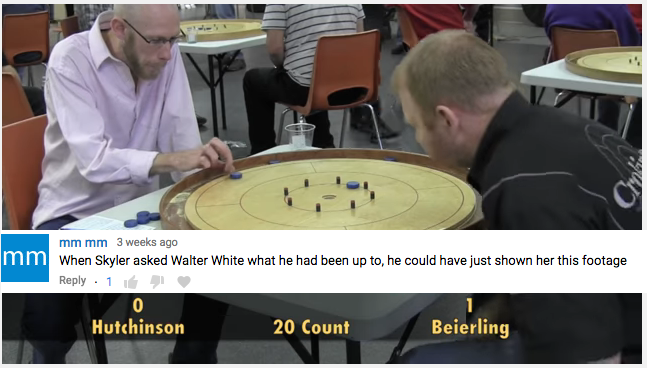 mm
mm mm 3 weeks ago
When Skyler asked Walter White what he had been up to, he could have just shown her this footage
Reply · 1
0 1
Hutchinson 20 Count Beierling